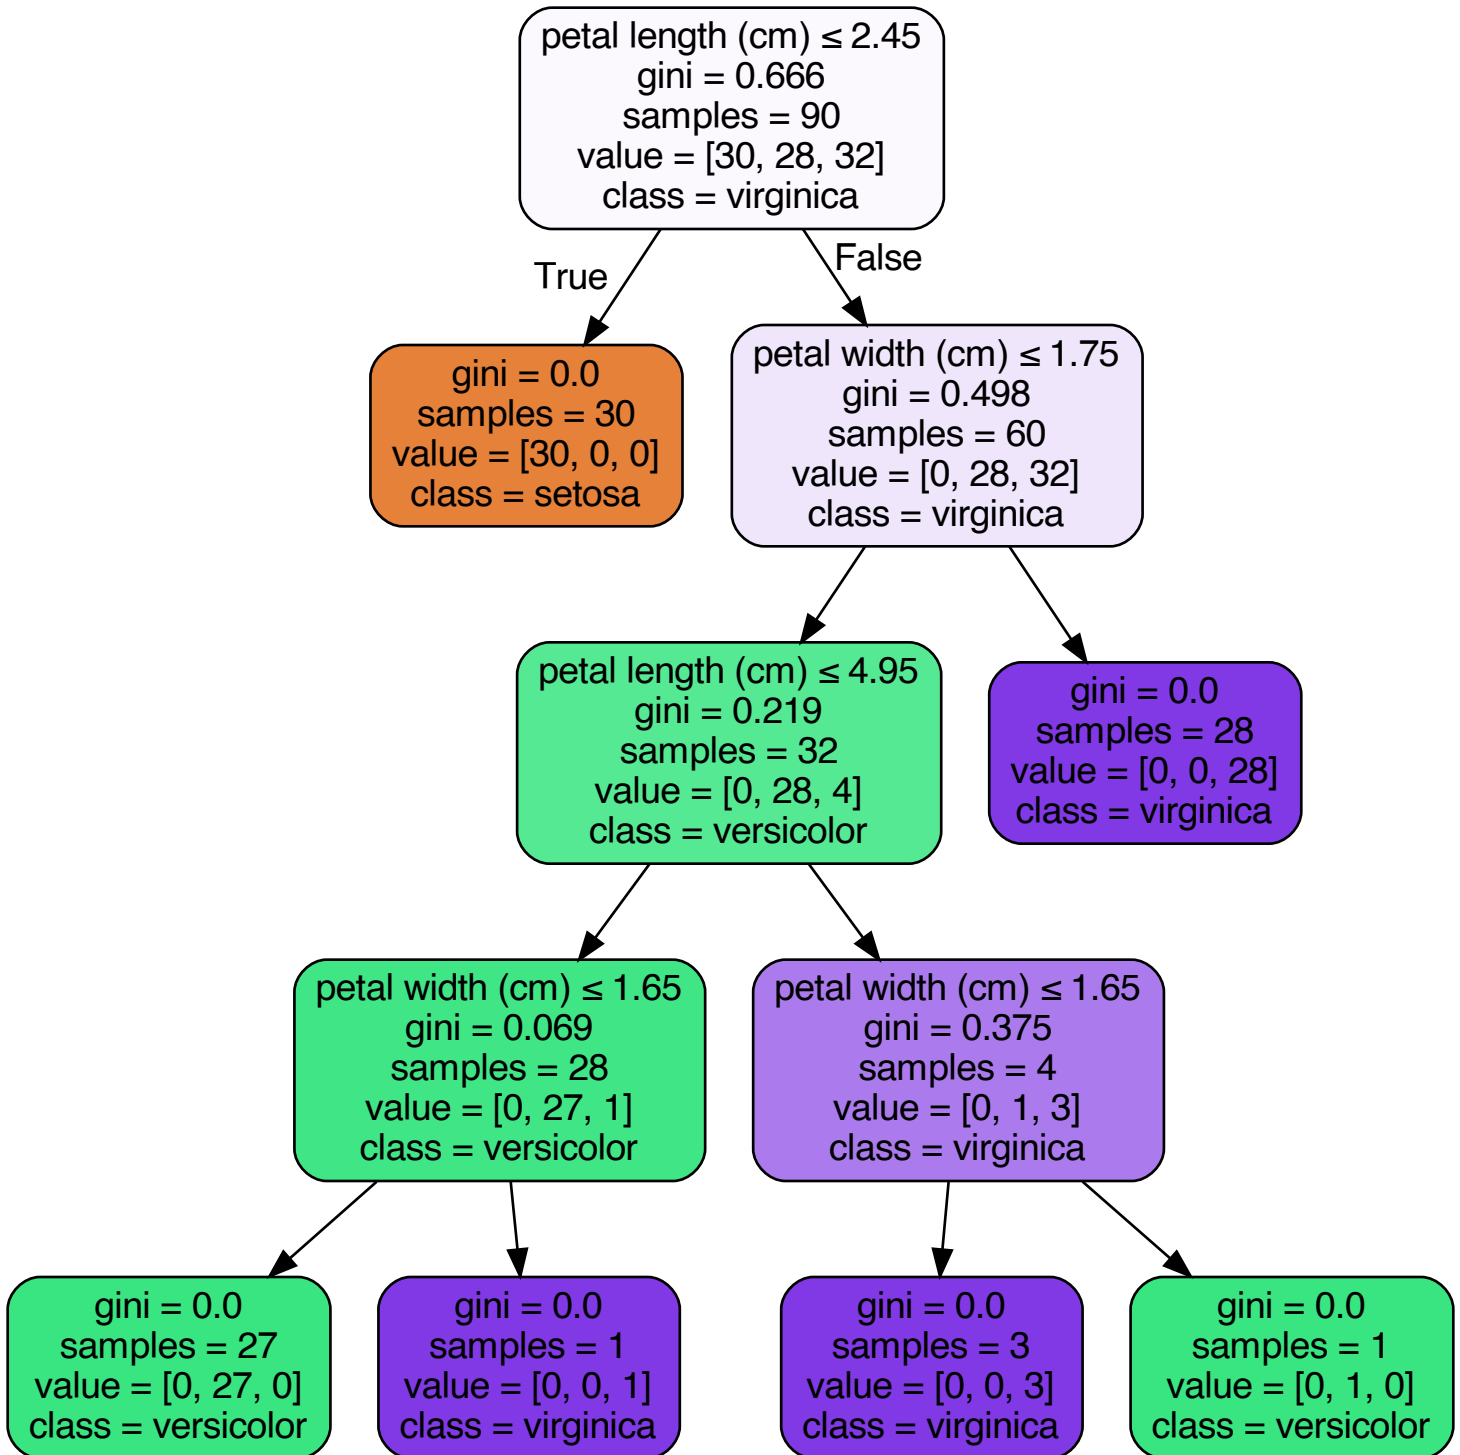 petal length (cm) ≤ 2.45
gini = 0.666
samples = 90
value = [30, 28, 32]
class = virginica
True
False
gini = 0.0
samples = 30
value = [30, 0, 0]
class = setosa
petal width (cm) ≤ 1.75
gini = 0.498
samples = 60
value = [0, 28, 32]
class = virginica
petal length (cm) ≤ 4.95
gini = 0.219
samples = 32
value = [0, 28, 4]
class = versicolor
gini = 0.0
samples = 28
value = [0, 0, 28]
class = virginica
petal width (cm) ≤ 1.65
gini = 0.069
samples = 28
value = [0, 27, 1]
class = versicolor
petal width (cm) ≤ 1.65
gini = 0.375
samples = 4
value = [0, 1, 3]
class = virginica
gini = 0.0
samples = 27
value = [0, 27, 0]
class = versicolor
gini = 0.0
samples = 1
value = [0, 0, 1]
class = virginica
gini = 0.0
samples = 3
value = [0, 0, 3]
class = virginica
gini = 0.0
samples = 1
value = [0, 1, 0]
class = versicolor